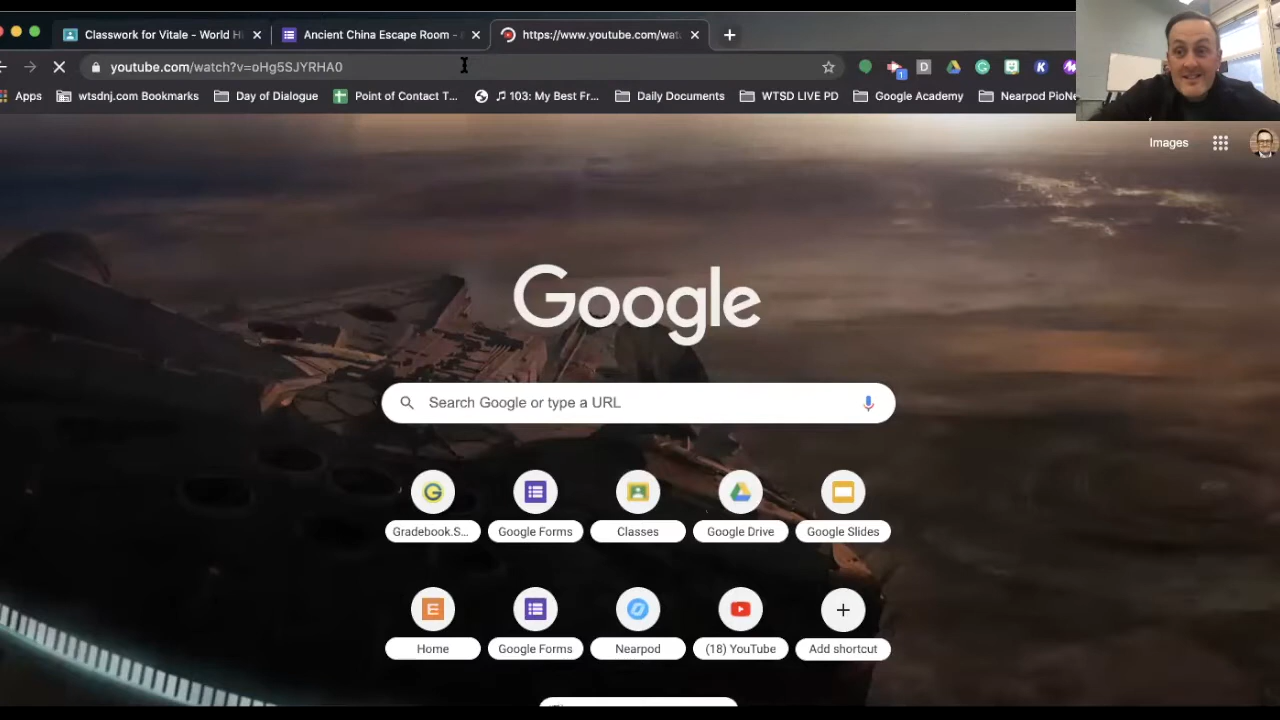 Classwork for Vitale - World Hi
Ancient China Escape Room -
https://www.youtube.com/wat
youtube.com/watch?v=oHg5SJYRHA0
Apps
wtsdnj.com Bookmarks
Day of Dialogue
Point of Contact T...
♫ 103: My Best Fr...
Daily Documents
WTSD LIVE PD
Google Academy
Nearpod PioNe
Images
Google
Search Google or type a URL
Gradebook.S...
Google Forms
Classes
Google Drive
Google Slides
Home
Google Forms
Nearpod
(18) YouTube
Add shortcut